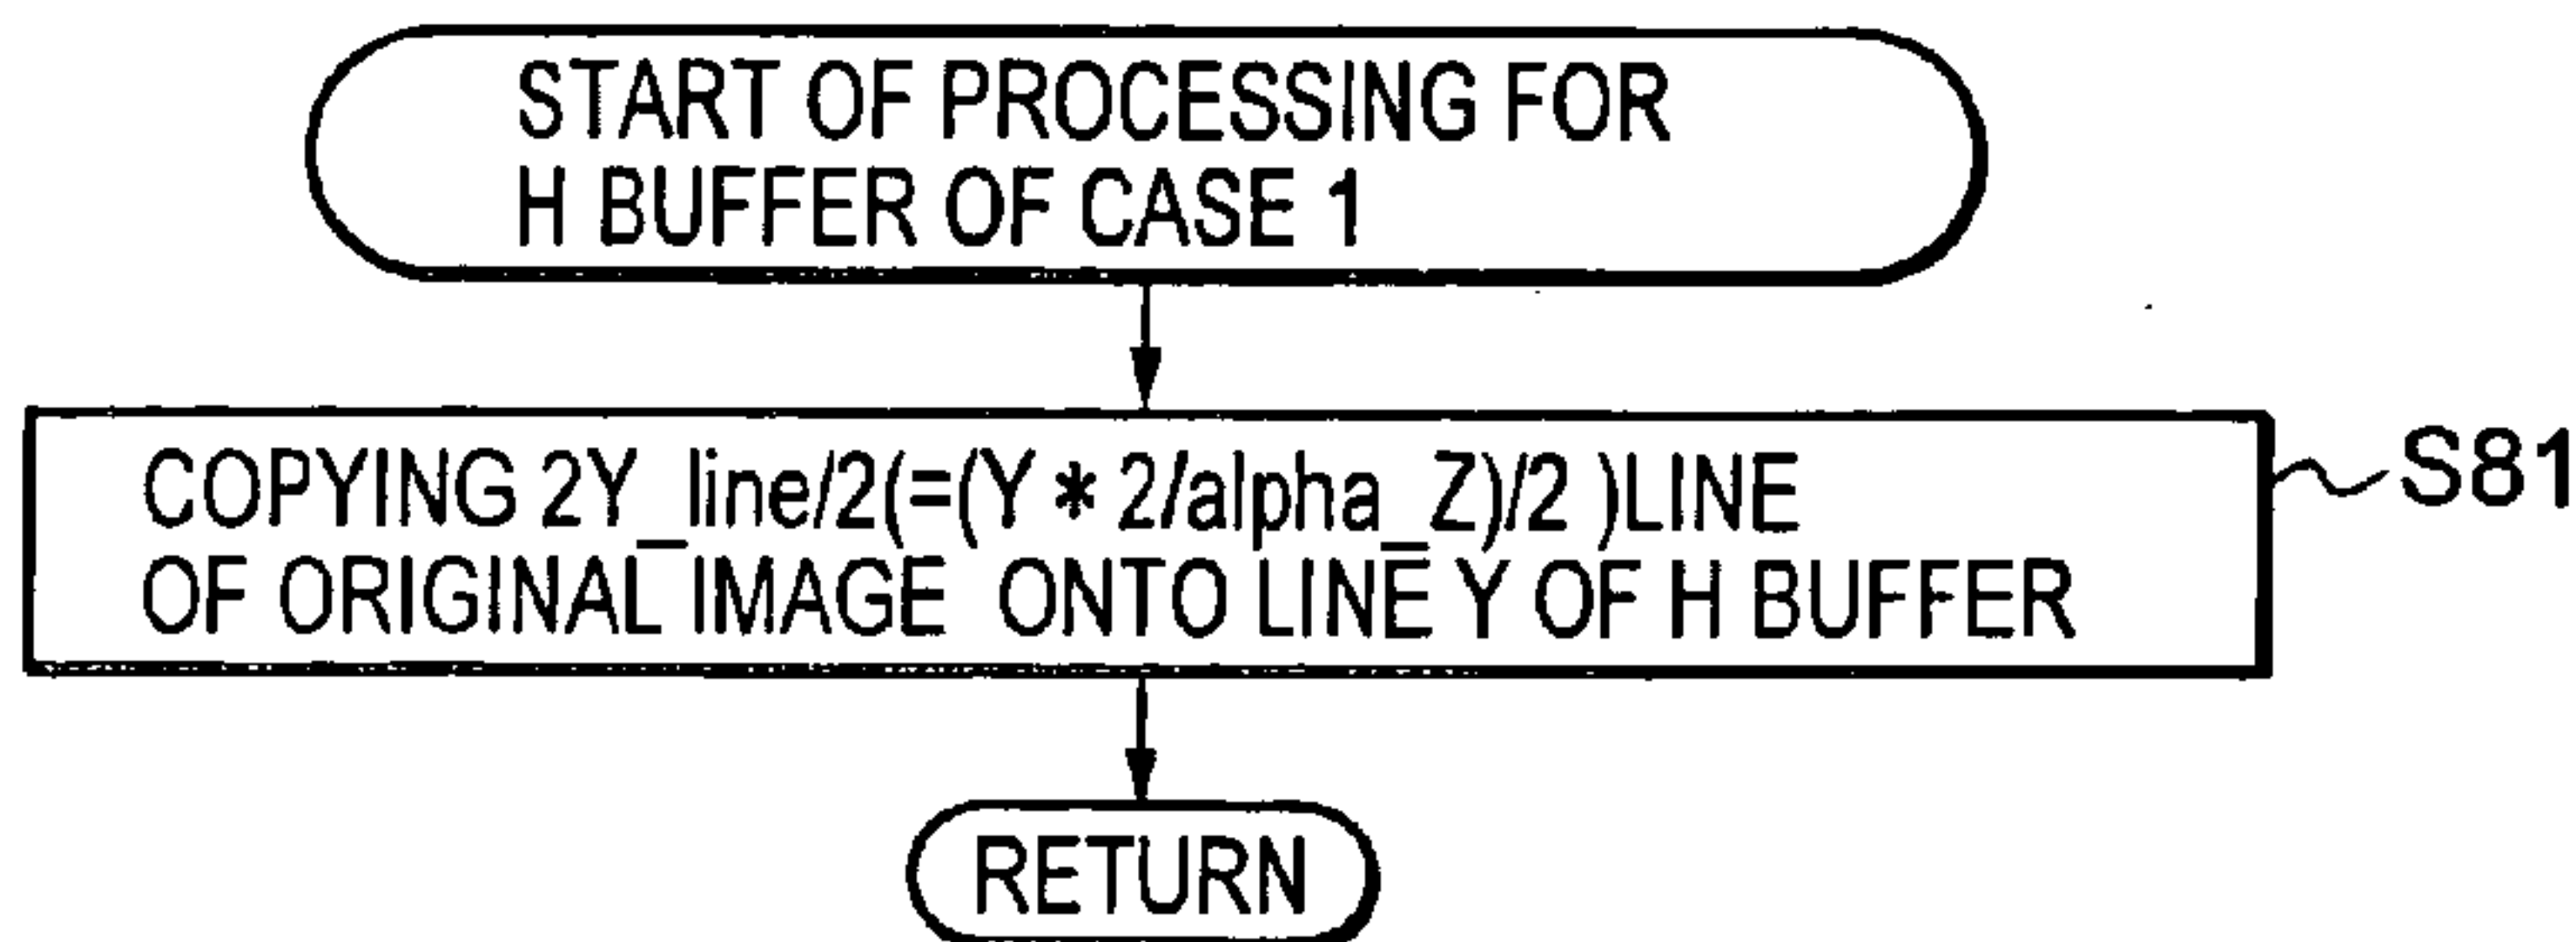 START OF PROCESSING FOR
H BUFFER OF CASE 1
COPYING 2Y_line/2(=(Y * 2/alpha_Z)/2 )LINE
OF ORIGINAL IMAGE ONTO LINE Y OF H BUFFER
S81
RETURN